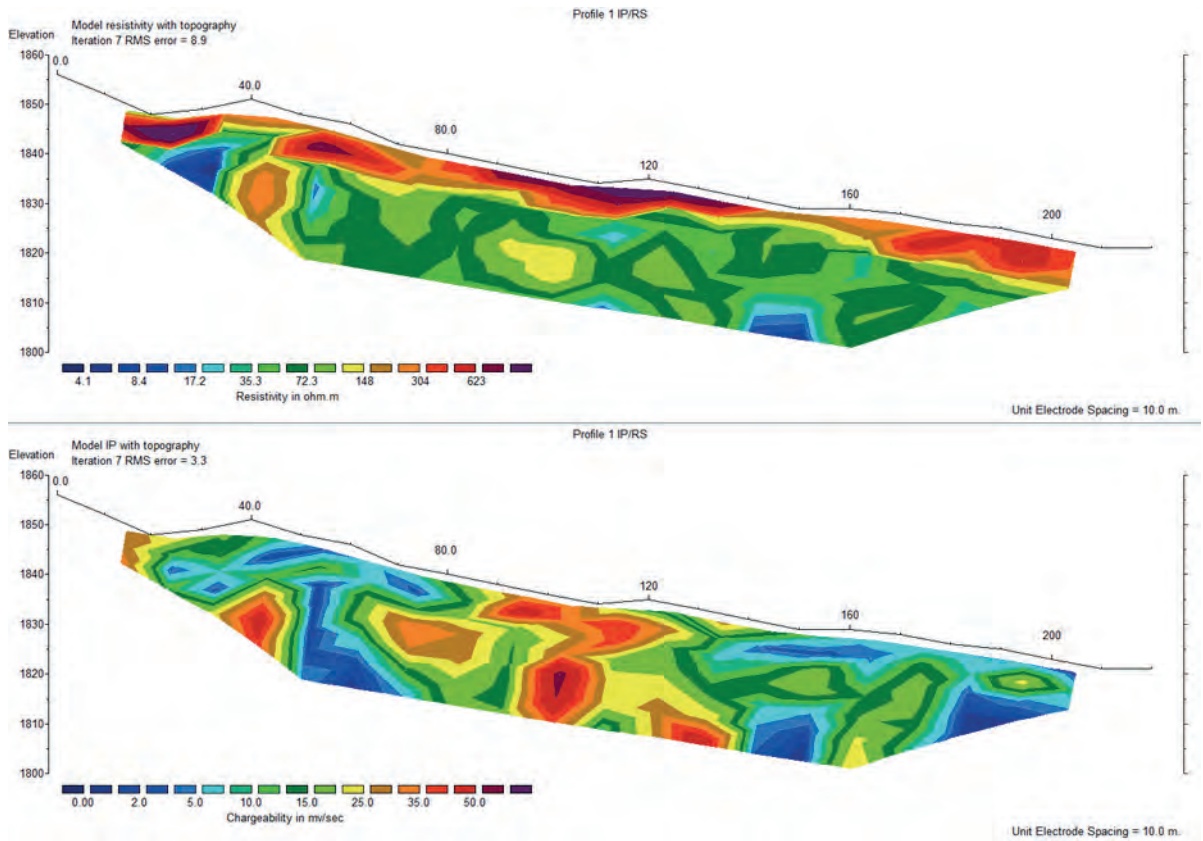 Profile 1 IP/RS
Model resistivity with topography
Elevation
Iteration 7 RMS error = 8.9
1860
0.0
1850
40.0
1840
80.0
1830
120
160
1820
200
1810
1800
4.1 8.4 17.2 35.3 72.3 148 304 623
Resistivity in ohm.m
Unit Electrode Spacing = 10.0 m.
Profile 1 IP/RS
Model IP with topography
Elevation
Iteration 7 RMS error = 3.3
1860
0.0
1850
40.0
1840
80.0
1830
120
160
1820
200
1810
1800
0.00 2.0 5.0 10.0 15.0 25.0 35.0 50.0
Chargeability in mv/sec
Unit Electrode Spacing = 10.0 m.